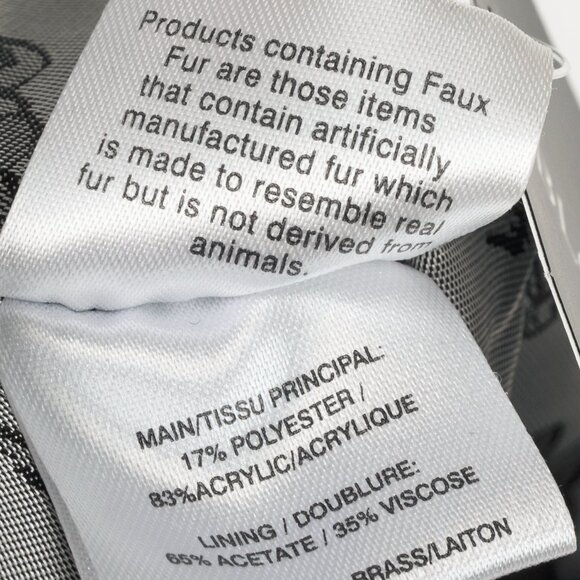 Products containing Faux
Fur are those items
that contain artificially
manufactured fur which
is made to resemble real
fur but is not derived from
animals.
MAIN/TISSU PRINCIPAL:
17% POLYESTER /
83%ACRYLIC/ACRYLIQUE
LINING / DOUBLURE:
65% ACETATE / 35% VISCOSE
BRASS/LAITON